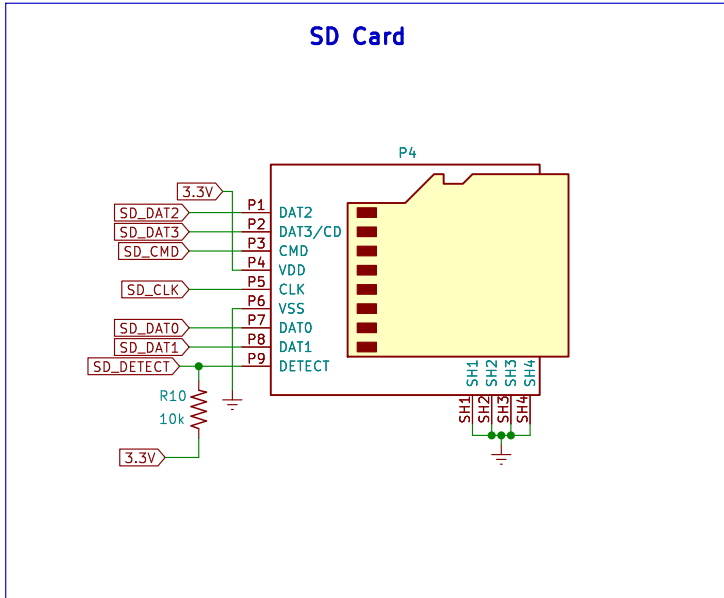 SD Card
P4
3.3V
SD_DAT2 P1 DAT2
SD_DAT3 P2 DAT3/CD
SD_CMD P3 CMD
P4 VDD
SD_CLK P5 CLK
P6 VSS
SD_DAT0 P7 DAT0
SD_DAT1 P8 DAT1
SD_DETECT P9 DETECT
SH1 SH2 SH3 SH4
SH1 SH2 SH3 SH4
R10
10k
3.3V